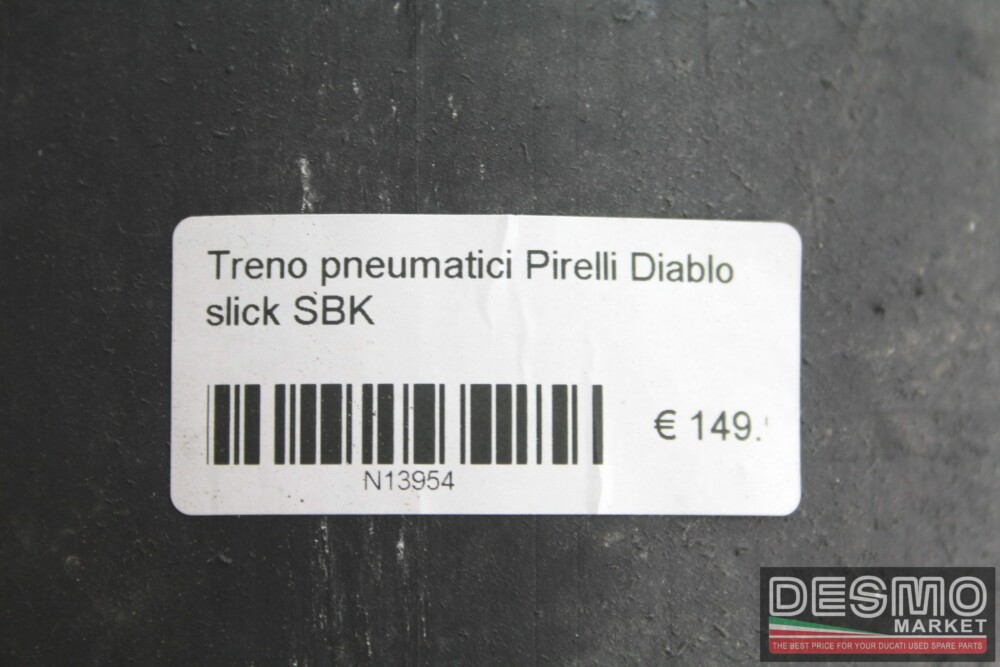 Treno pneumatici Pirelli Diablo
slick SBK
€ 149.
N13954
DESMO
MARKET
THE BEST PRICE FOR YOUR DUCATI USED SPARE PARTS